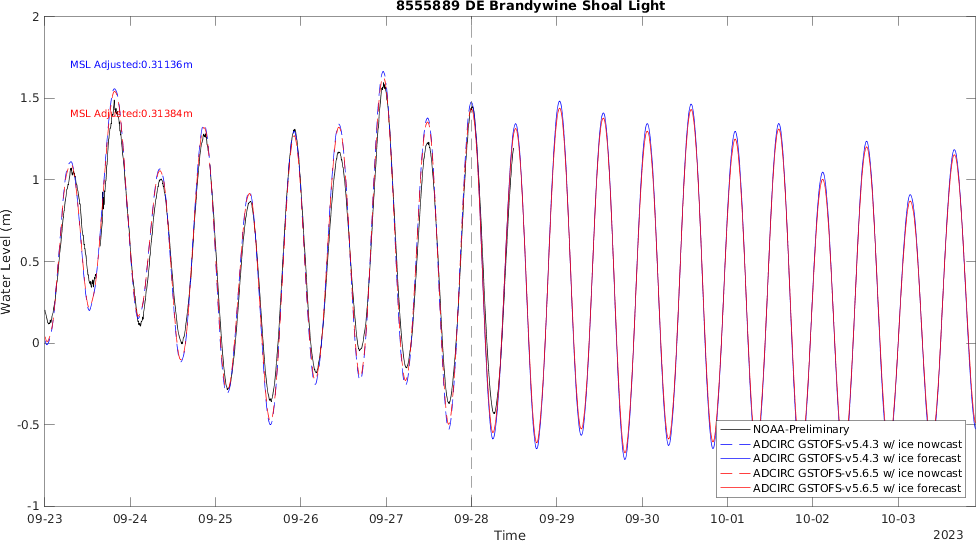 8555889 DE Brandywine Shoal Light
2
1.5
1
0.5
0
-0.5
-1
Water Level (m)
MSL Adjusted:0.31136m
MSL Adjusted:0.31384m
NOAA-Preliminary
ADCIRC GSTOFS-v5.4.3 w/ ice nowcast
ADCIRC GSTOFS-v5.4.3 w/ ice forecast
ADCIRC GSTOFS-v5.6.5 w/ ice nowcast
ADCIRC GSTOFS-v5.6.5 w/ ice forecast
09-23 09-24 09-25 09-26 09-27 09-28 09-29 09-30 10-01 10-02 10-03
Time
2023